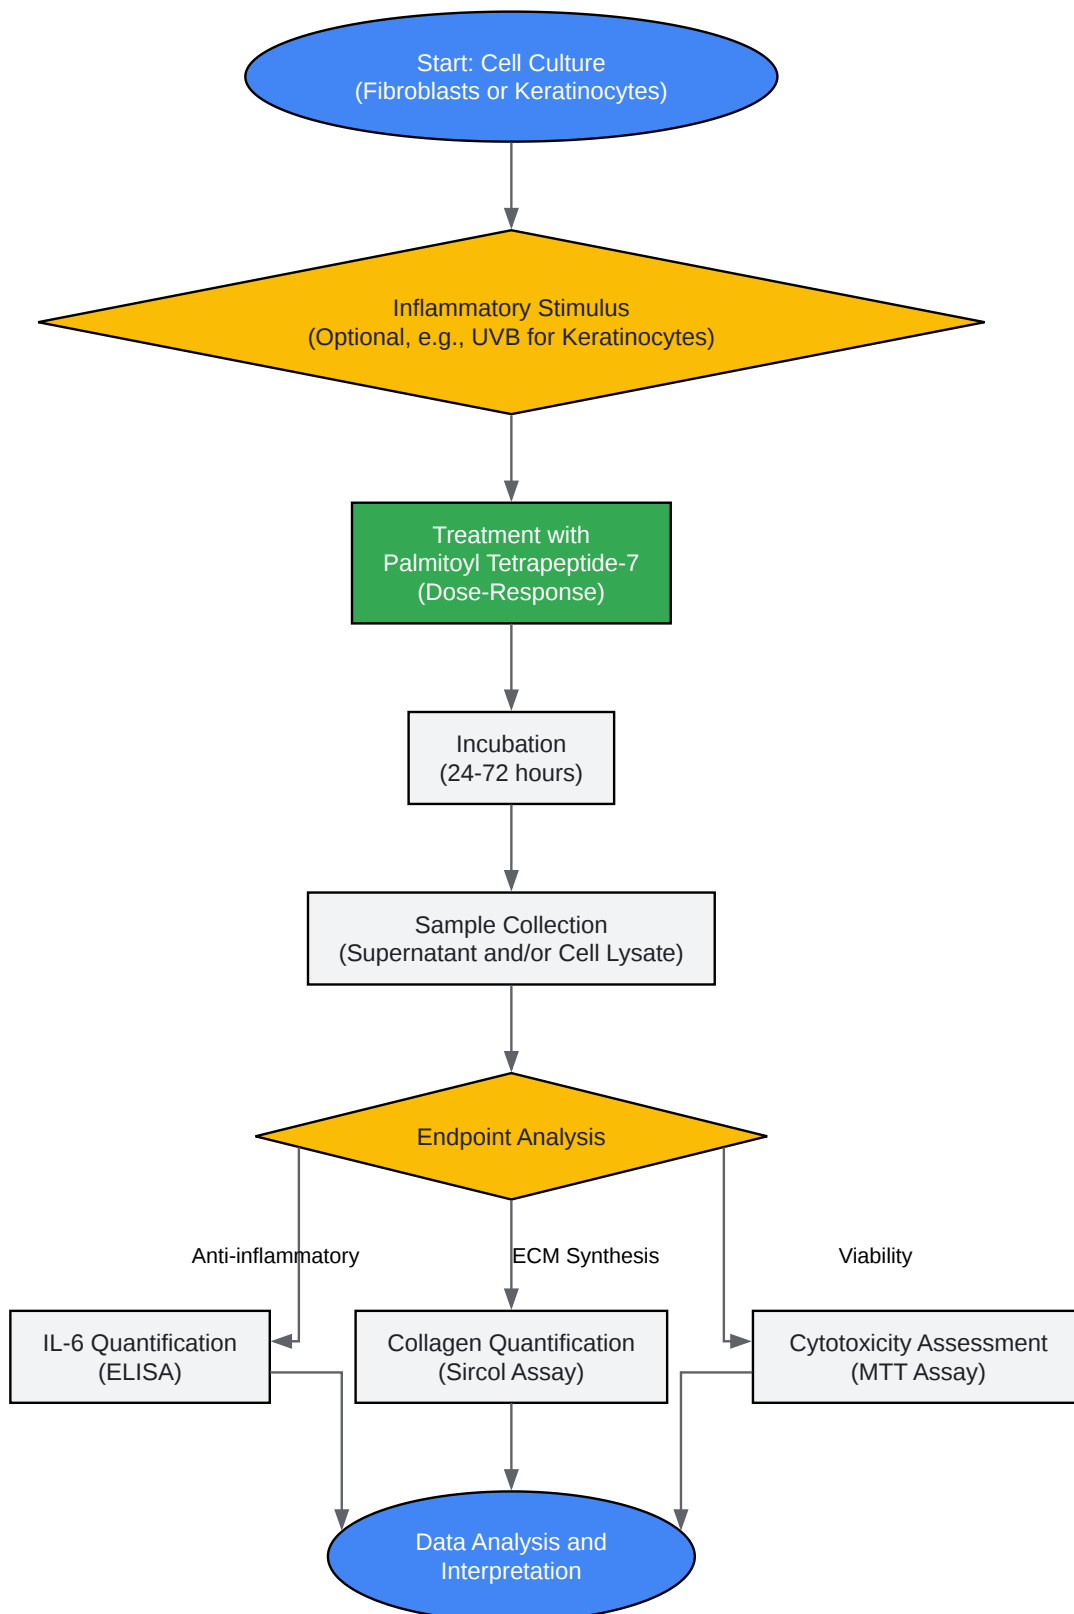 Start: Cell Culture
(Fibroblasts or Keratinocytes)
Inflammatory Stimulus
(Optional, e.g., UVB for Keratinocytes)
Treatment with
Palmitoyl Tetrapeptide-7
(Dose-Response)
Incubation
(24-72 hours)
Sample Collection
(Supernatant and/or Cell Lysate)
Endpoint Analysis
Anti-inflammatory
ECM Synthesis
Viability
IL-6 Quantification
(ELISA)
Collagen Quantification
(Sircol Assay)
Cytotoxicity Assessment
(MTT Assay)
Data Analysis and
Interpretation